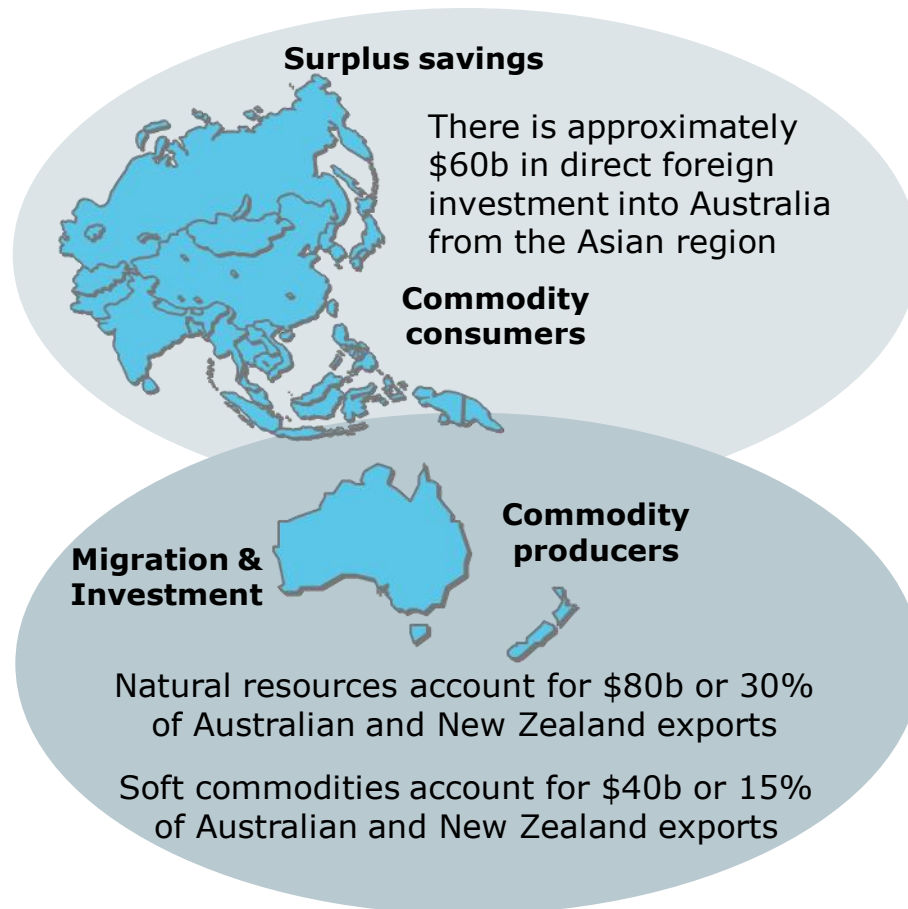 Surplus savings
There is approximately
$60b in direct foreign
investment into Australia
from the Asian region
Commodity
consumers
Commodity
producers
Migration &
Investment
Natural resources account for $80b or 30%
of Australian and New Zealand exports
Soft commodities account for $40b or 15%
of Australian and New Zealand exports